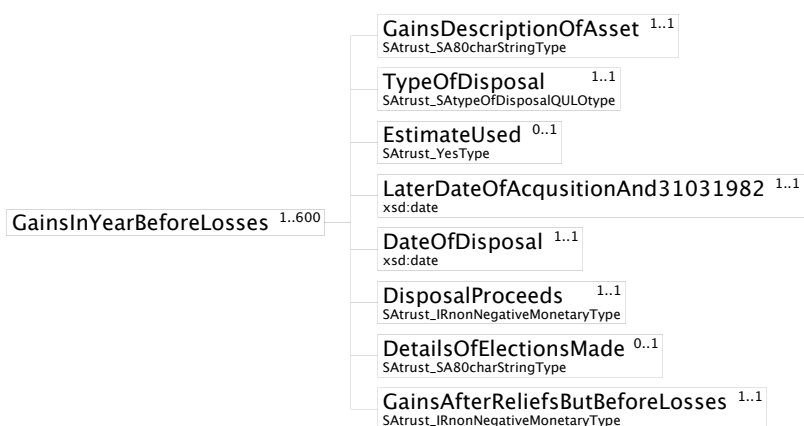 GainsDescriptionOfAsset 1..1
SAtrust_SA80charStringType
TypeOfDisposal 1..1
SAtrust_SAtypeOfDisposalQULOtype
EstimateUsed 0..1
SAtrust_YesType
LaterDateOfAcqusitionAnd31031982 1..1
xsd:date
GainsInYearBeforeLosses 1..600
DateOfDisposal 1..1
xsd:date
DisposalProceeds 1..1
SAtrust_IRnonNegativeMonetaryType
DetailsOfElectionsMade 0..1
SAtrust_SA80charStringType
GainsAfterReliefsButBeforeLosses 1..1
SAtrust_IRnonNegativeMonetaryType